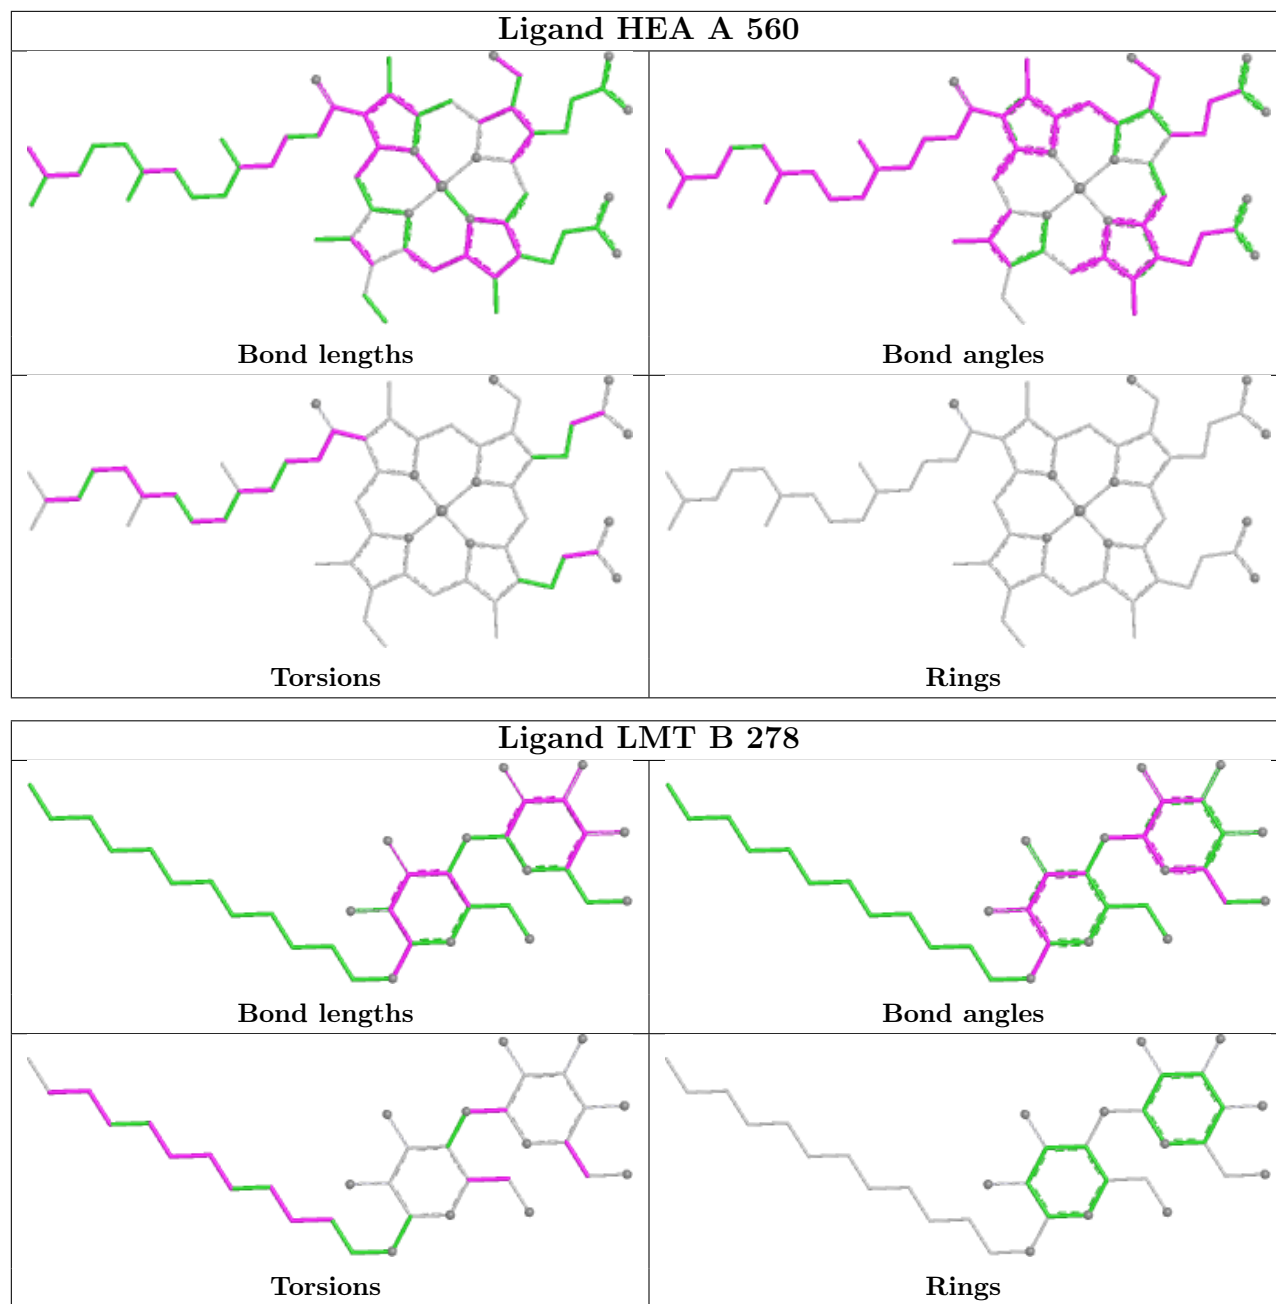 Ligand HEA A 560
Bond lengths
Bond angles
Torsions
Rings
Ligand LMT B 278
Bond lengths
Bond angles
Torsions
Rings